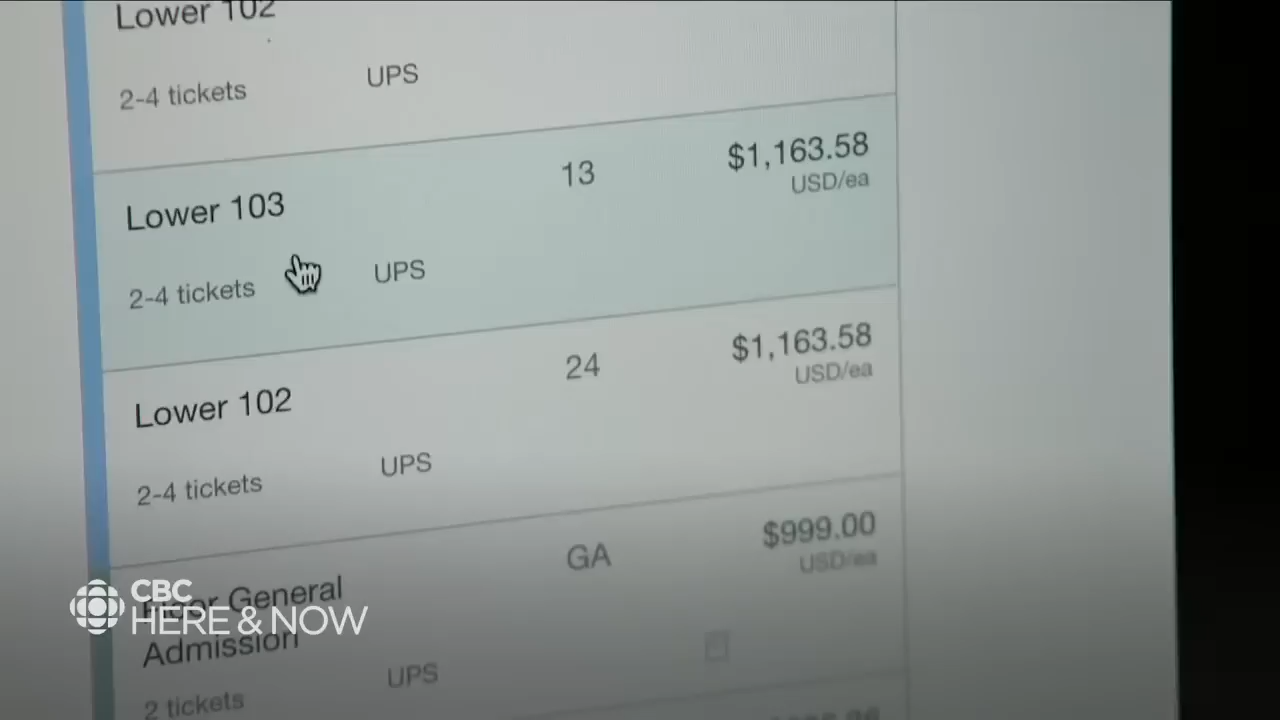 Lower 102
2-4 tickets UPS
Lower 103 13 $1,163.58
USD/ea
2-4 tickets UPS
Lower 102 24 $1,163.58
USD/ea
2-4 tickets UPS
Floor General GA $999.00
Admission USD/ea
2 tickets UPS
CBC
HERE & NOW